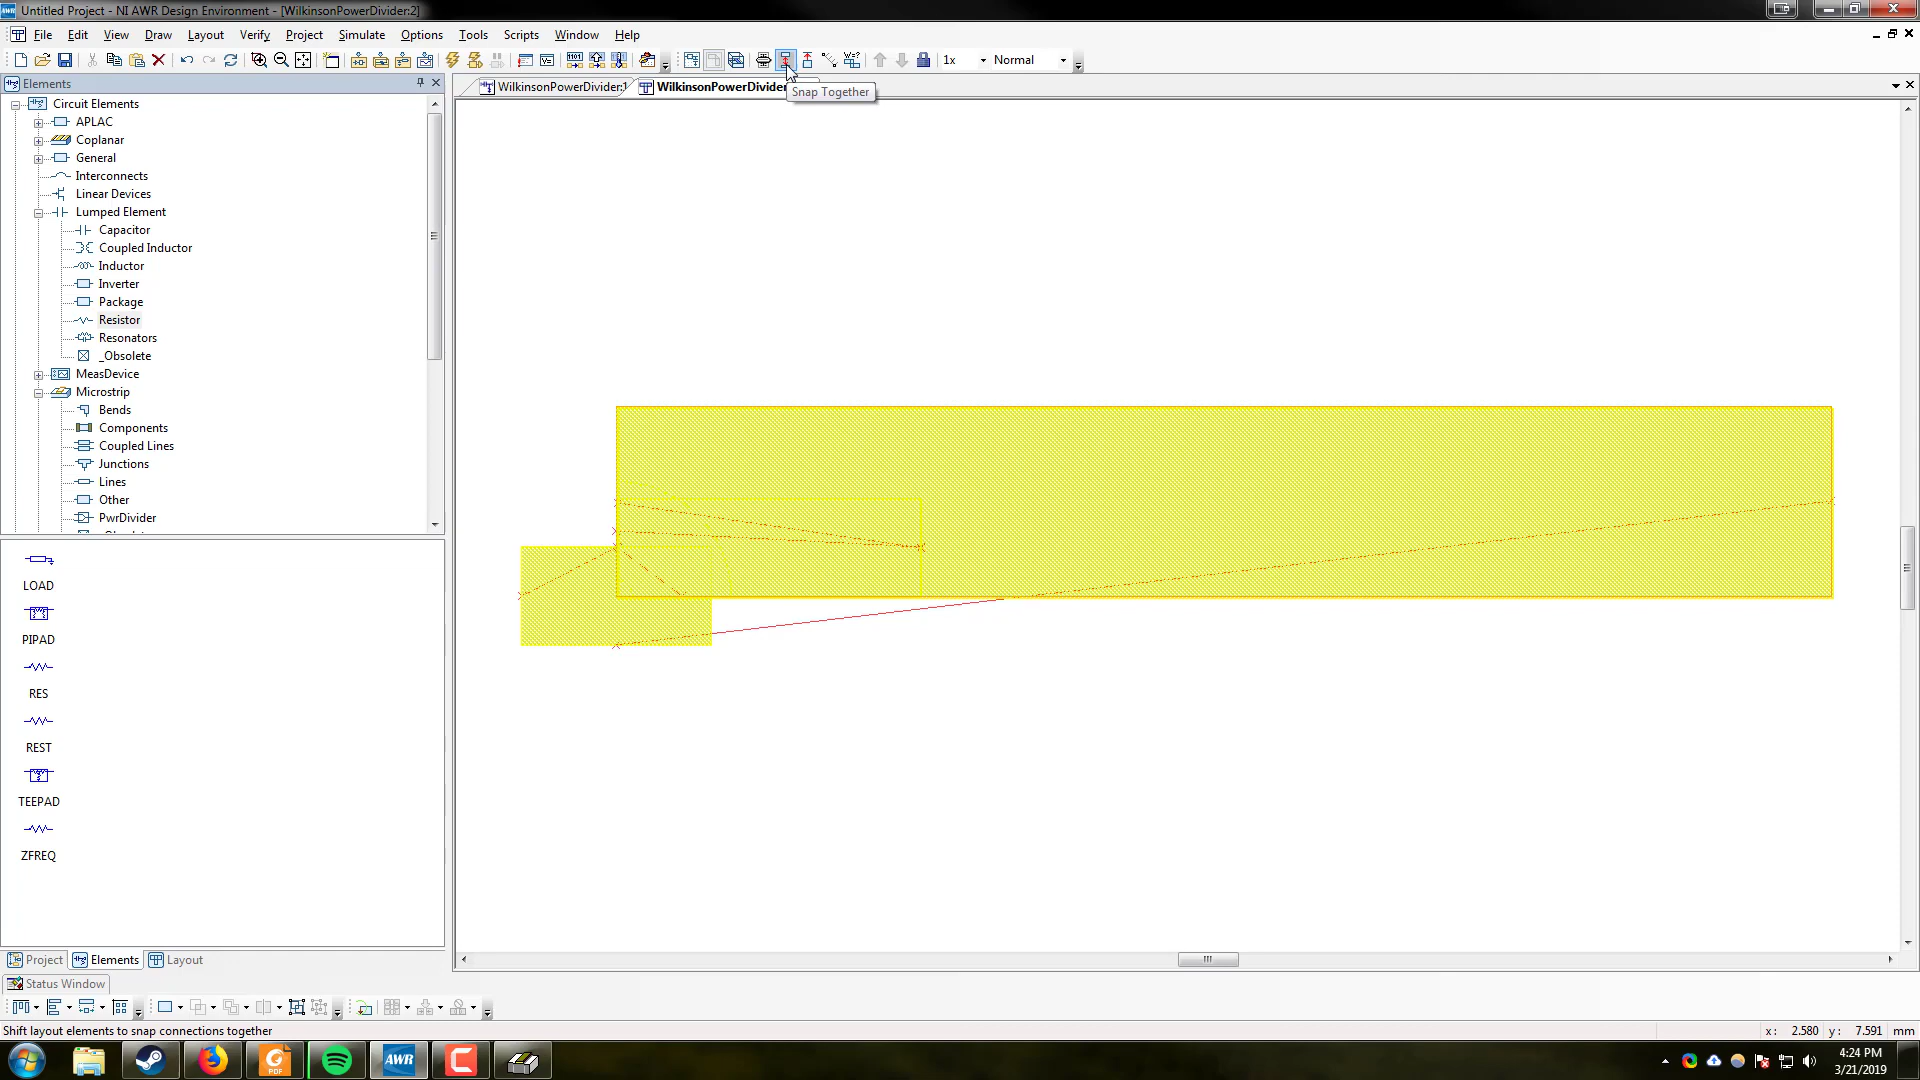 AWR Untitled Project - NI AWR Design Environment - [WilkinsonPowerDivider:2]
File Edit View Draw Layout Verify Project Simulate Options Tools Scripts Window Help
1x Normal
Elements
WilkinsonPowerDivider:1 WilkinsonPowerDivider
Snap Together
Circuit Elements
APLAC
Coplanar
General
Interconnects
Linear Devices
Lumped Element
Capacitor
Coupled Inductor
Inductor
Inverter
Package
Resistor
Resonators
_Obsolete
MeasDevice
Microstrip
Bends
Components
Coupled Lines
Junctions
Lines
Other
PwrDivider
LOAD
PIPAD
RES
REST
TEEPAD
ZFREQ
Project Elements Layout
Status Window
Shift layout elements to snap connections together
x: 2.580 y: 7.591 mm
PDF
AWR
4:24 PM
3/21/2019